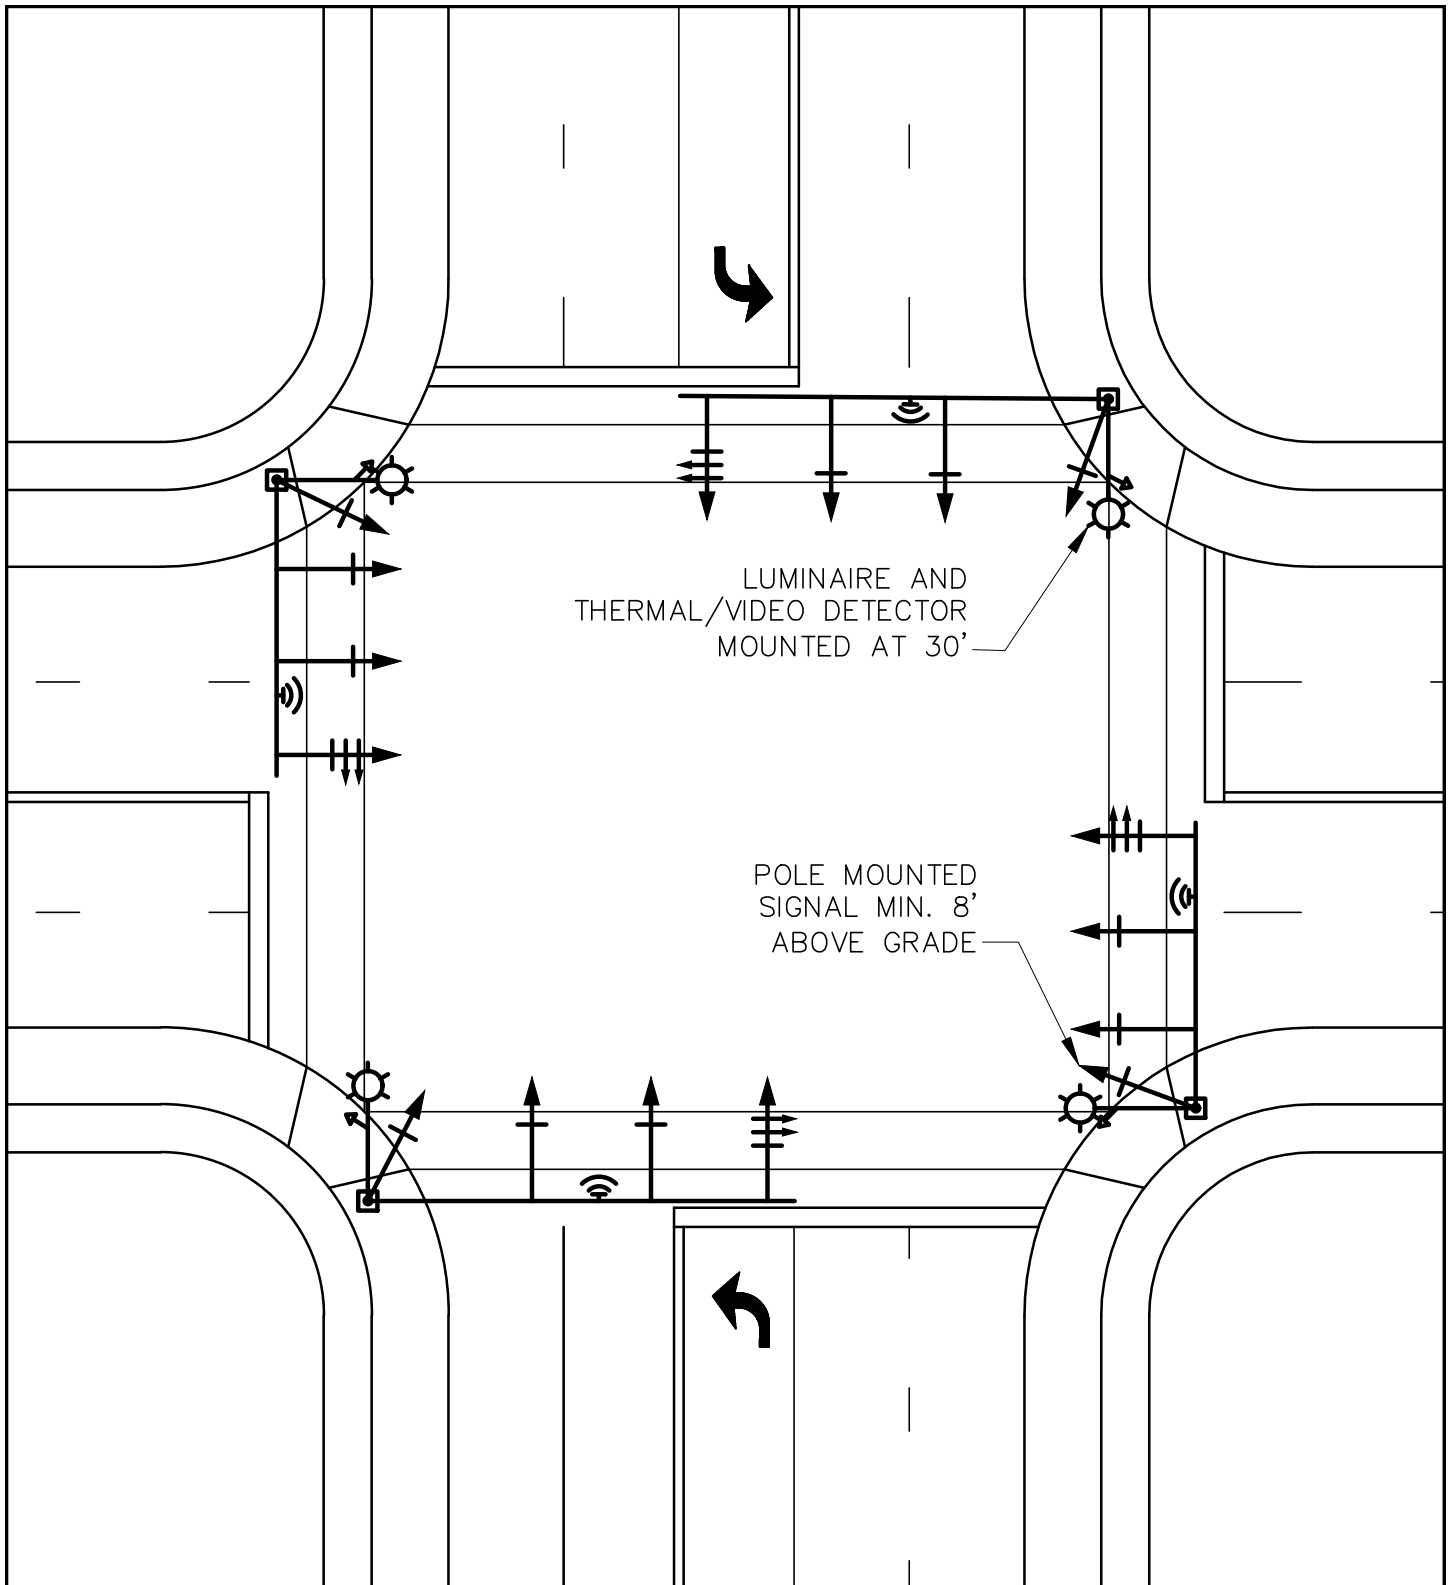 LUMINAIRE AND
THERMAL/VIDEO DETECTOR
MOUNTED AT 30'
POLE MOUNTED
SIGNAL MIN. 8'
ABOVE GRADE